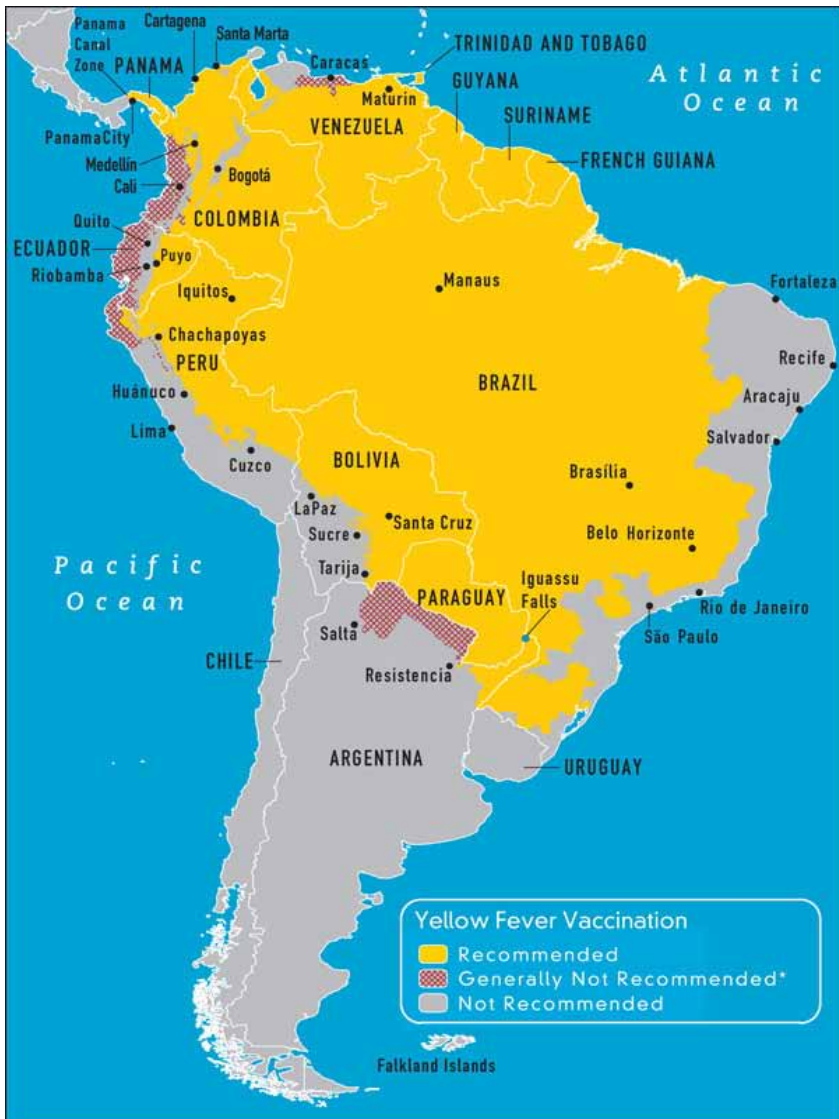 Panama
Canal
Zone
Cartagena
Santa Marta
PANAMA
Caracas
TRINIDAD AND TOBAGO
Atlantic
Ocean
GUYANA
Maturin
PanamaCity
VENEZUELA
SURINAME
Medellín
FRENCH GUIANA
Bogotá
Cali
COLOMBIA
Quito
ECUADOR
Puyo
Riobamba
Iquitos
Manaus
Fortaleza
Chachapoyas
PERU
Recife
BRAZIL
Huánuco
Aracaju
Lima
Salvador
Cuzco
BOLIVIA
Brasília
LaPaz
Santa Cruz
Sucre
Belo Horizonte
Pacific
Ocean
Tarija
PARAGUAY
Iguassu
Falls
Rio de Janeiro
Salta
São Paulo
CHILE
Resistencia
ARGENTINA
URUGUAY
Yellow Fever Vaccination
Recommended
Generally Not Recommended*
Not Recommended
Falkland Islands